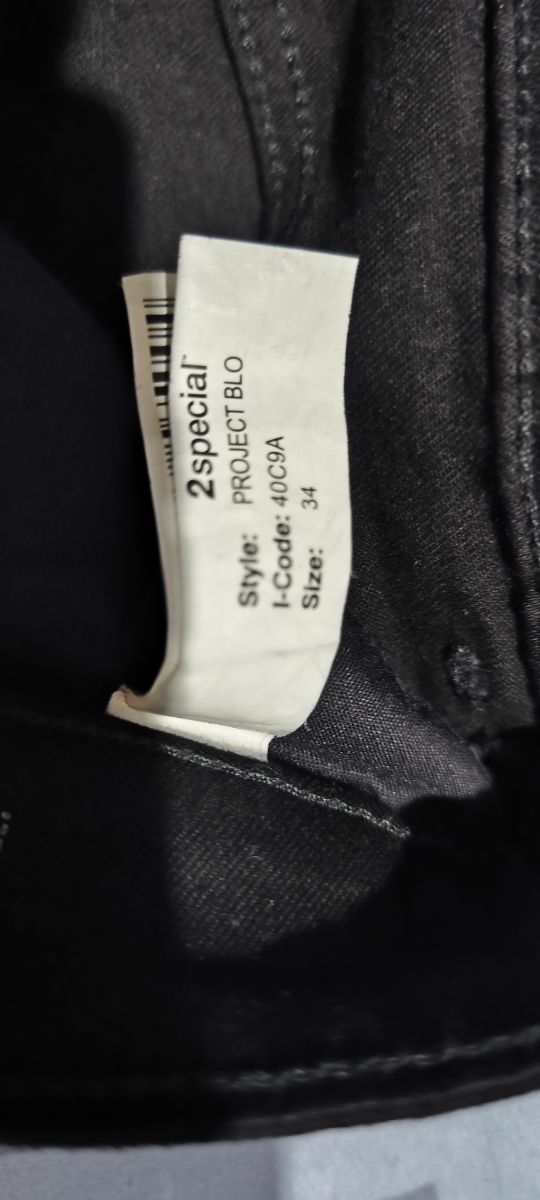 2special™
Style: PROJECT BLO
I-Code: 40C9A
Size: 34